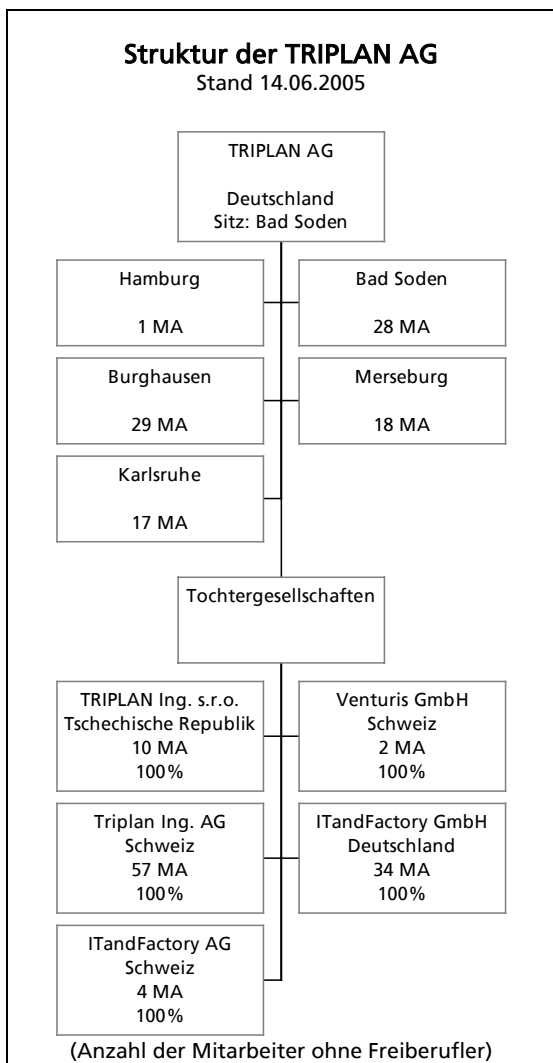 Struktur der TRIPLAN AG
Stand 14.06.2005
TRIPLAN AG
Deutschland
Sitz: Bad Soden
Hamburg
1 MA
Bad Soden
28 MA
Burghausen
29 MA
Merseburg
18 MA
Karlsruhe
17 MA
Tochtergesellschaften
TRIPLAN Ing. s.r.o.
Tschechische Republik
10 MA
100%
Venturis GmbH
Schweiz
2 MA
100%
Triplan Ing. AG
Schweiz
57 MA
100%
ITandFactory GmbH
Deutschland
34 MA
100%
ITandFactory AG
Schweiz
4 MA
100%
(Anzahl der Mitarbeiter ohne Freiberufler)